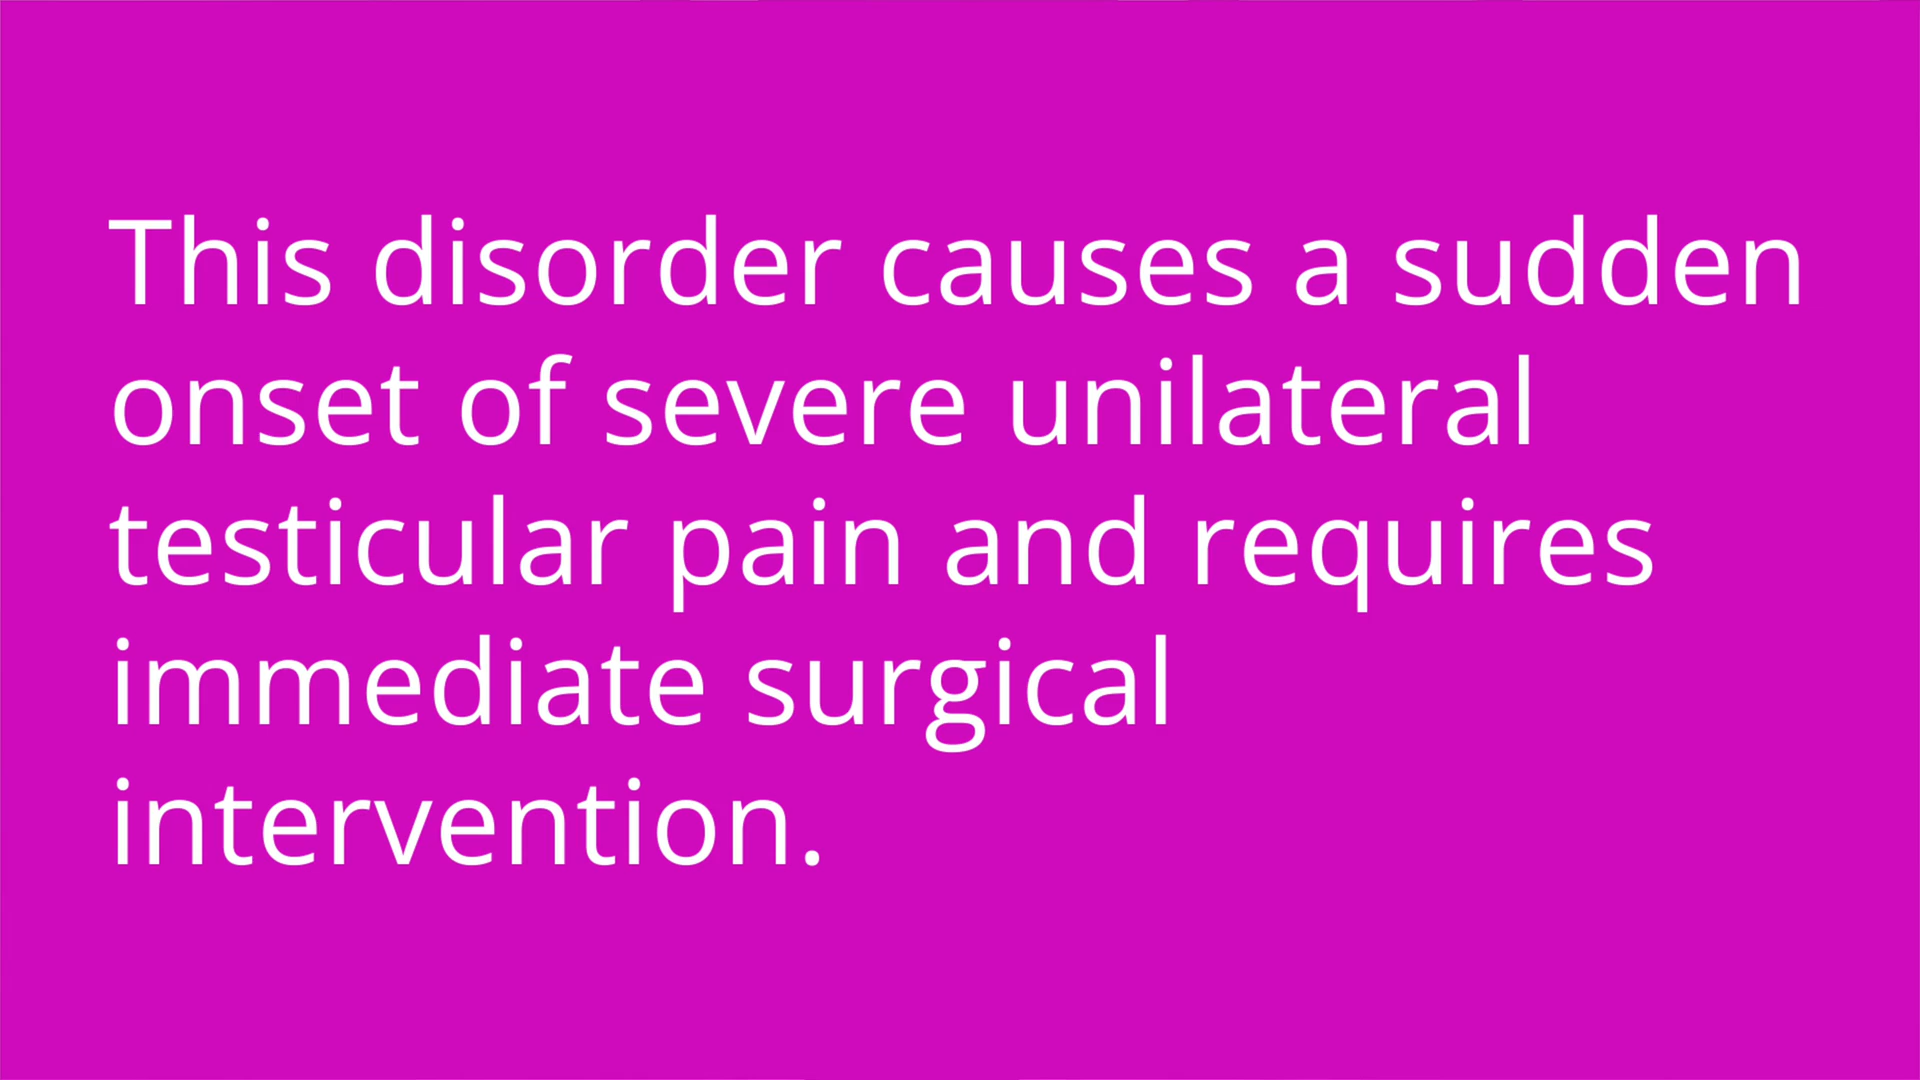 This disorder causes a sudden
onset of severe unilateral
testicular pain and requires
immediate surgical
intervention.